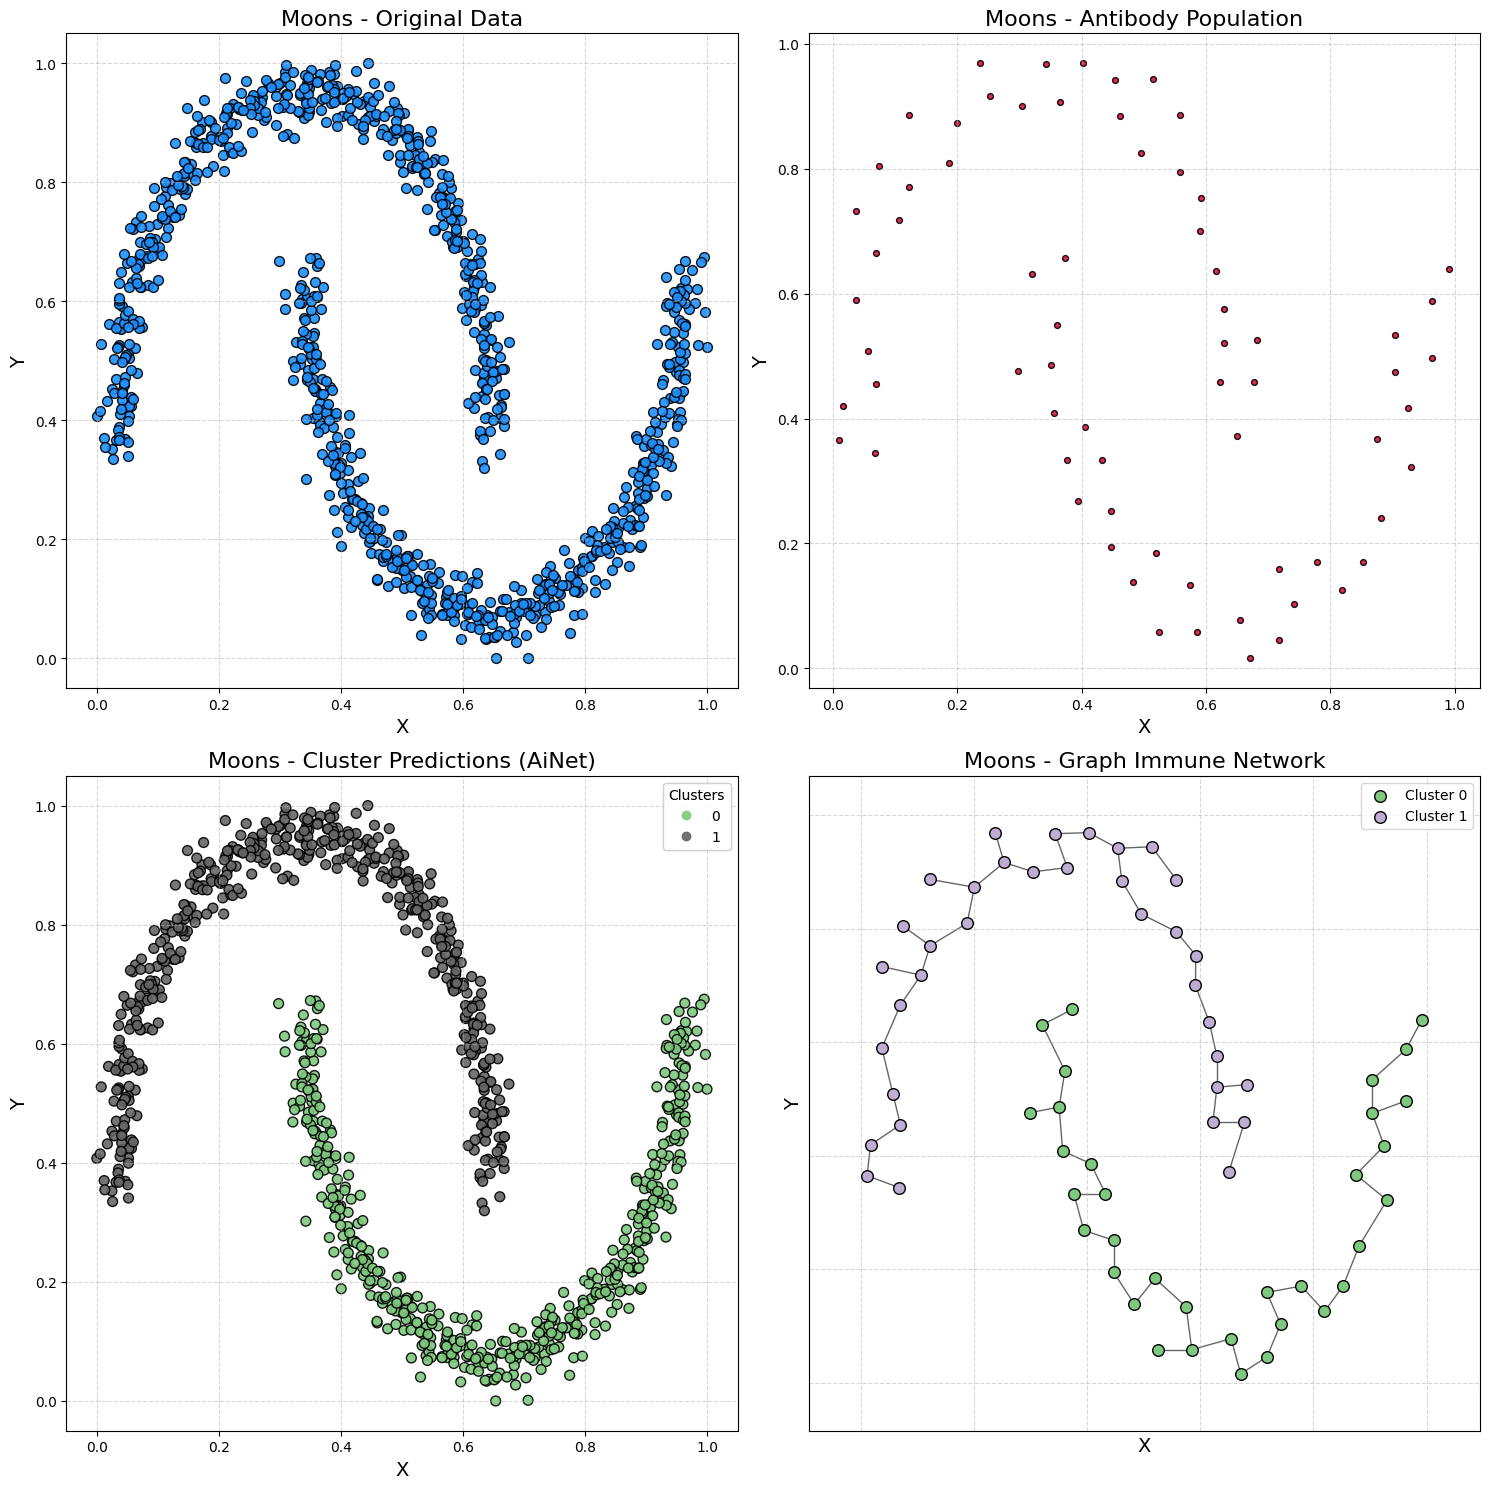 Moons - Original Data
Y
1.0
0.8
0.6
0.4
0.2
0.0
0.0 0.2 0.4 0.6 0.8 1.0
X
Moons - Antibody Population
Y
1.0
0.8
0.6
0.4
0.2
0.0
0.0 0.2 0.4 0.6 0.8 1.0
X
Moons - Cluster Predictions (AiNet)
Clusters
0
1
Y
1.0
0.8
0.6
0.4
0.2
0.0
0.0 0.2 0.4 0.6 0.8 1.0
X
Moons - Graph Immune Network
Cluster 0
Cluster 1
Y
X